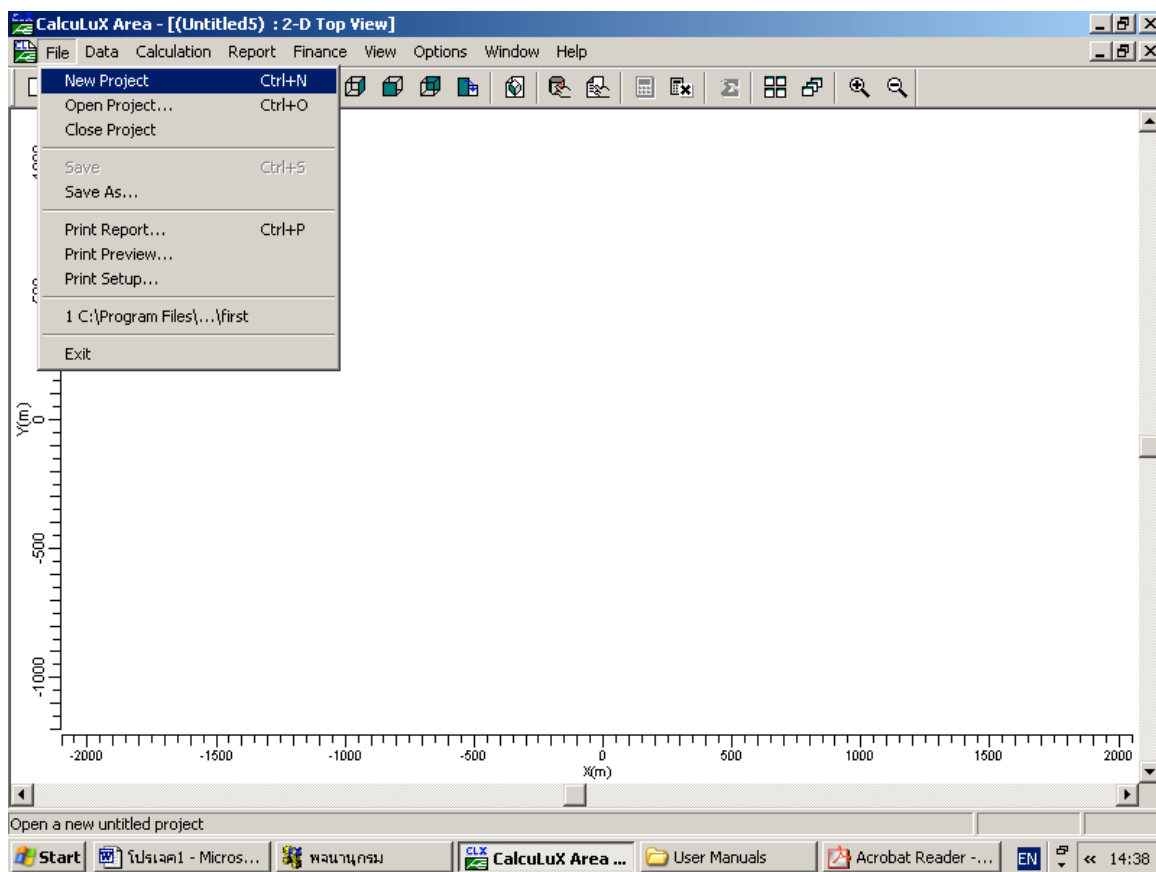 CalcuLuX Area - [(Untitled5) : 2-D Top View]
File Data Calculation Report Finance View Options Window Help
New Project Ctrl+N
Open Project... Ctrl+O
Close Project
Save Ctrl+S
Save As...
Print Report... Ctrl+P
Print Preview...
Print Setup...
1 C:\Program Files\...\first
Exit
Y(m)
0
-500
-1000
-2000 -1500 -1000 -500 0 500 1000 1500 2000
X(m)
Open a new untitled project
Start โปรเจค1 - Micros... พจนานุกรม CLX CalcuLuX Area ... User Manuals Acrobat Reader -... EN « 14:38